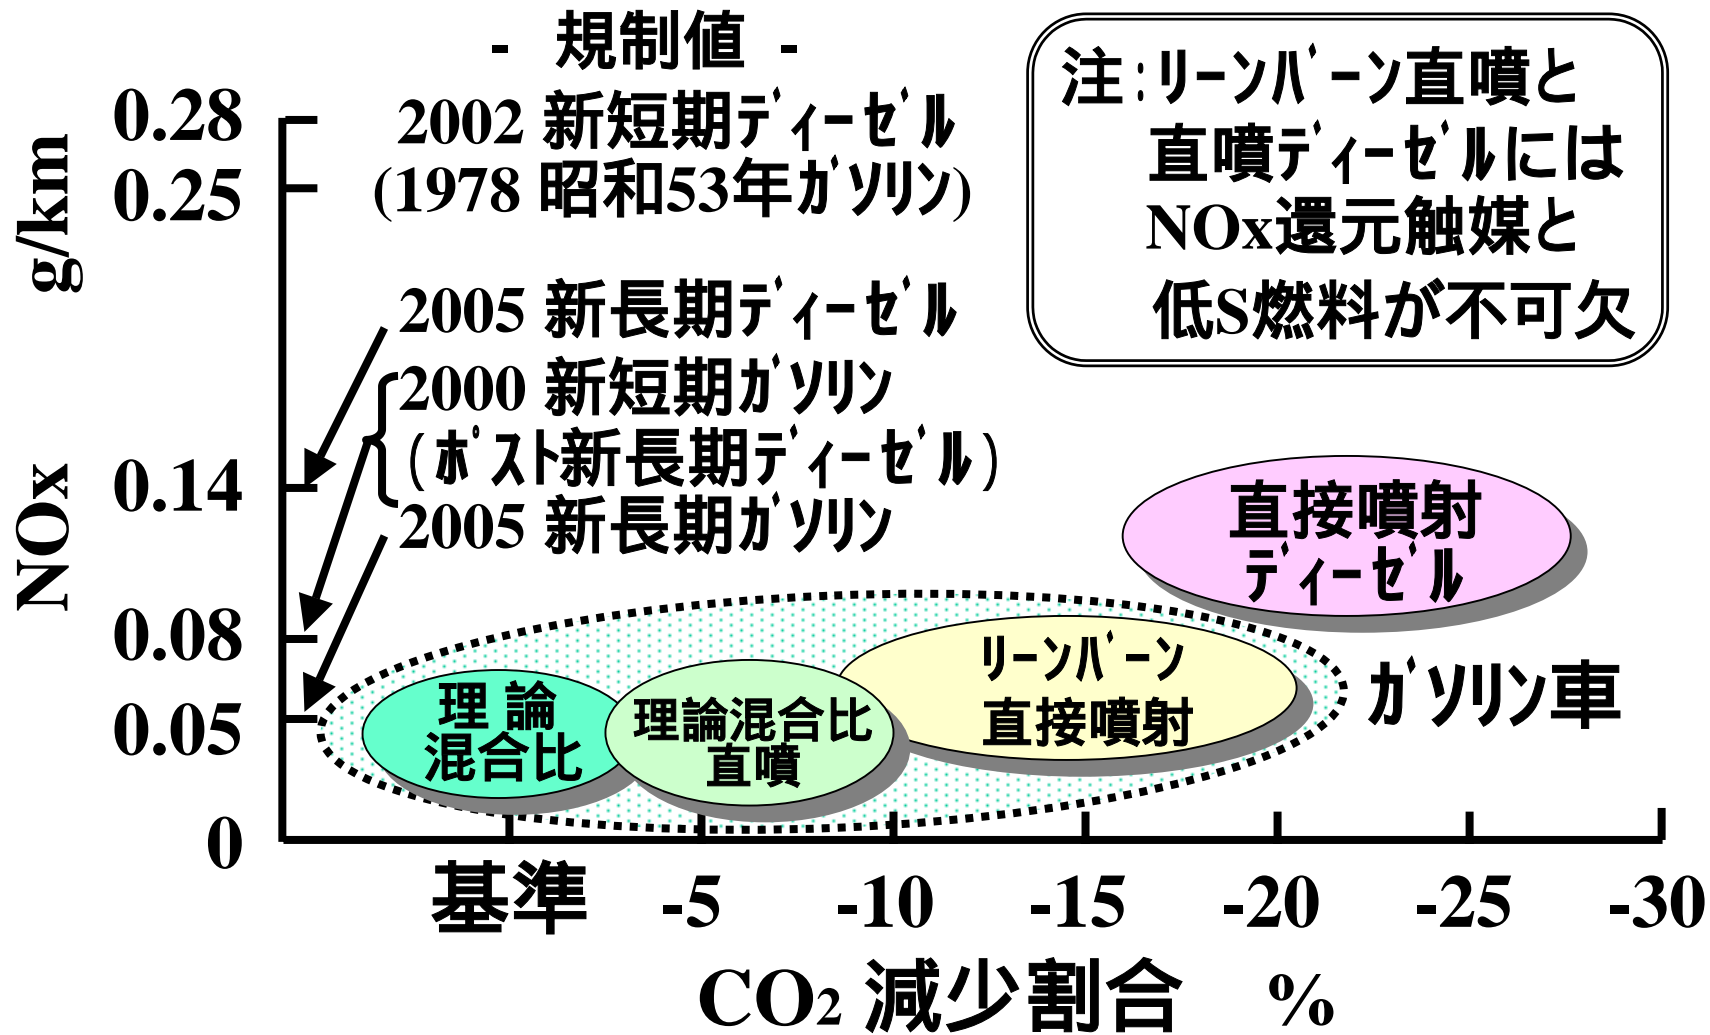 - 規制値 -
2002 新短期ﾃﾞｨｰｾﾞﾙ
(1978 昭和53年ｶﾞｿﾘﾝ)
2005 新長期ﾃﾞｨｰｾﾞﾙ
2000 新短期ｶﾞｿﾘﾝ
(ﾎﾟｽﾄ新長期ﾃﾞｨｰｾﾞﾙ)
2005 新長期ｶﾞｿﾘﾝ
注:ﾘｰﾝﾊﾞｰﾝ直噴と
直噴ﾃﾞｨｰｾﾞﾙには
NOx還元触媒と
低S燃料が不可欠
NOx g/km
0.28
0.25
0.14
0.08
0.05
0
直接噴射
ﾃﾞｨｰｾﾞﾙ
ﾘｰﾝﾊﾞｰﾝ
直接噴射
理論混合比
直噴
理 論
混合比
ｶﾞｿﾘﾝ車
基準 -5 -10 -15 -20 -25 -30
CO2 減少割合 %